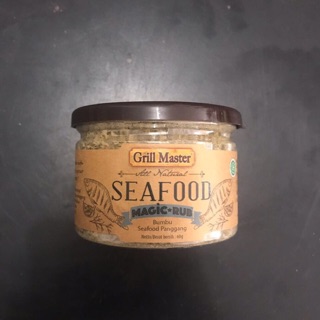 Grill Master
All Natural
SEAFOOD
MAGIC-RUB
Bumbu
Seafood Panggang